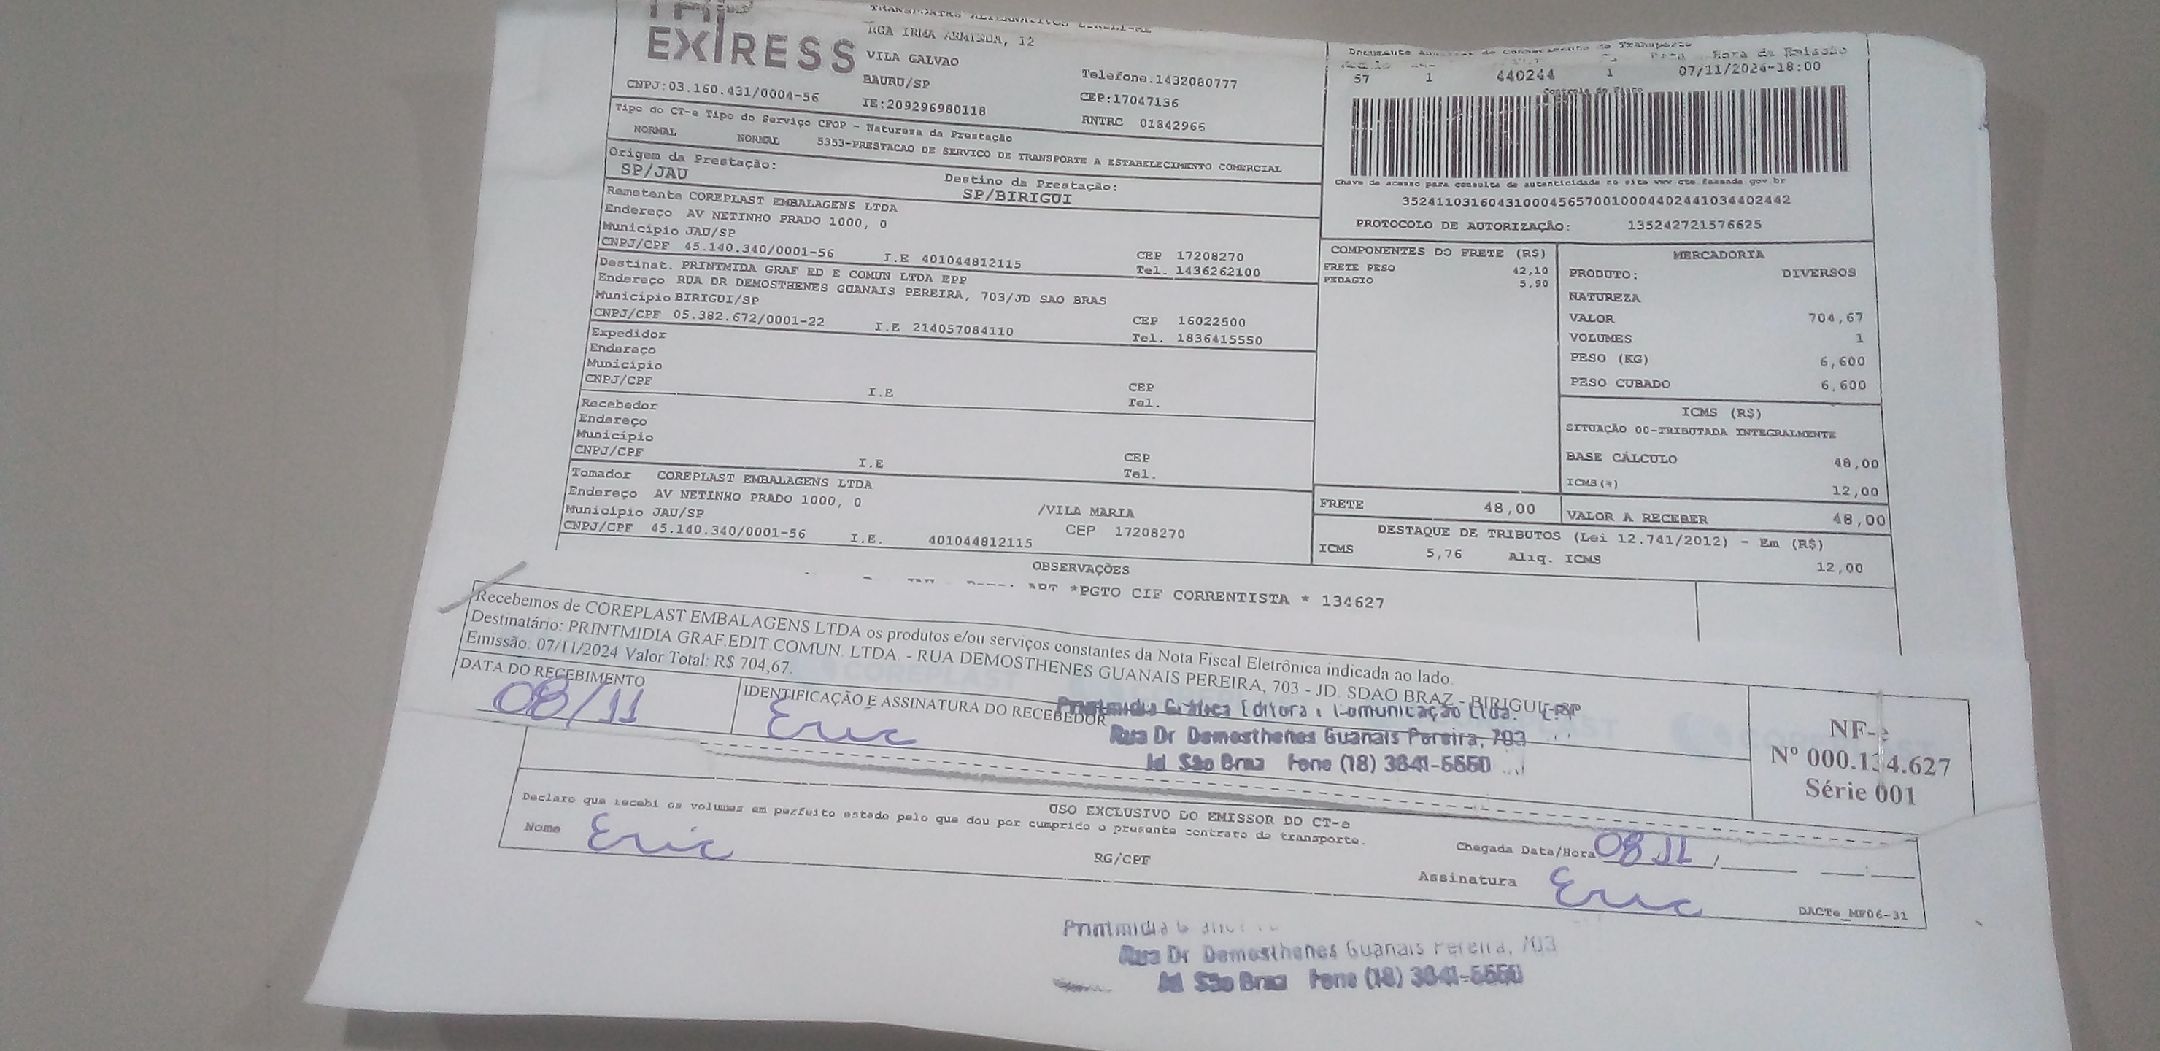 EXPRESS
RUA IRMA ARMINDA, 12
VILA GALVAO
BAURU/SP
Telefone.1432080777
CNPJ:03.160.431/0004-56
IE:209296980118
CEP:17047136
RNTRC 01842966
57 1 440244 1 07/11/2024-18:00
Tipo do CT-e Tipo do Serviço CFOP - Natureza da Prestação
NORMAL NORMAL 5353-PRESTACAO DE SERVICO DE TRANSPORTE A ESTABELECIMENTO COMERCIAL
Origem da Prestação:
SP/JAU
Destino da Prestação:
SP/BIRIGUI
Chave de acesso para consulta de autenticidade no site www.cte.fazenda.gov.br
35241103160431000456570010004402441034402442
PROTOCOLO DE AUTORIZAÇÃO: 135242721576625
Remetente COREPLAST EMBALAGENS LTDA
Endereço AV NETINHO PRADO 1000, 0
Município JAU/SP
CEP 17208270
CNPJ/CPF 45.140.340/0001-56 I.E 401044812115 Tel. 1436262100
Destinat. PRINTMIDA GRAF ED E COMUN LTDA EPP
Endereço RUA DR DEMOSTHENES GUANAIS PEREIRA, 703/JD SAO BRAS
Município BIRIGUI/SP
CEP 16022500
CNPJ/CPF 05.382.672/0001-22 I.E 214057084110 Tel. 1836415550
Expedidor
Endereço
Município
CEP
CNPJ/CPF I.E Tel.
Recebedor
Endereço
Município
CEP
CNPJ/CPF I.E Tel.
Tomador COREPLAST EMBALAGENS LTDA
Endereço AV NETINHO PRADO 1000, 0 /VILA MARIA
Município JAU/SP CEP 17208270
CNPJ/CPF 45.140.340/0001-56 I.E. 401044812115
COMPONENTES DO FRETE (R$)
FRETE PESO 42,10
PEDAGIO 5,90
MERCADORIA
PRODUTO: DIVERSOS
NATUREZA
VALOR 704,67
VOLUMES 1
PESO (KG) 6,600
PESO CUBADO 6,600
ICMS (R$)
SITUAÇÃO 00-TRIBUTADA INTEGRALMENTE
BASE CÁLCULO 48,00
ICMS(%) 12,00
FRETE 48,00
VALOR A RECEBER 48,00
DESTAQUE DE TRIBUTOS (Lei 12.741/2012) - Em (R$)
ICMS 5,76 Aliq. ICMS 12,00
OBSERVAÇÕES
*PGTO CIF CORRENTISTA * 134627
Recebemos de COREPLAST EMBALAGENS LTDA os produtos e/ou serviços constantes da Nota Fiscal Eletrônica indicada ao lado.
Destinatário: PRINTMIDIA GRAF.EDIT.COMUN. LTDA. - RUA DEMOSTHENES GUANAIS PEREIRA, 703 - JD. SDAO BRAZ - BIRIGUI - SP
Emissão: 07/11/2024 Valor Total: R$ 704,67.
DATA DO RECEBIMENTO
08/11
IDENTIFICAÇÃO E ASSINATURA DO RECEBEDOR
Eric
Printmidia Gráfica Editora e Comunicação Ltda.
Rua Dr Demosthenes Guanais Pereira, 703
Jd São Braz Fone (18) 3641-5550
NF-e
Nº 000.134.627
Série 001
USO EXCLUSIVO DO EMISSOR DO CT-e
Declaro que recebi os volumes em perfeito estado pelo que dou por cumprido o presente contrato de transporte.
Nome Eric
RG/CPF
Chegada Data/Hora 08/11
Assinatura Eric
DACTe_MF06-31
Printmidia
Rua Dr Demosthenes Guanais Pereira, 703
Jd São Braz Fone (18) 3641-5550